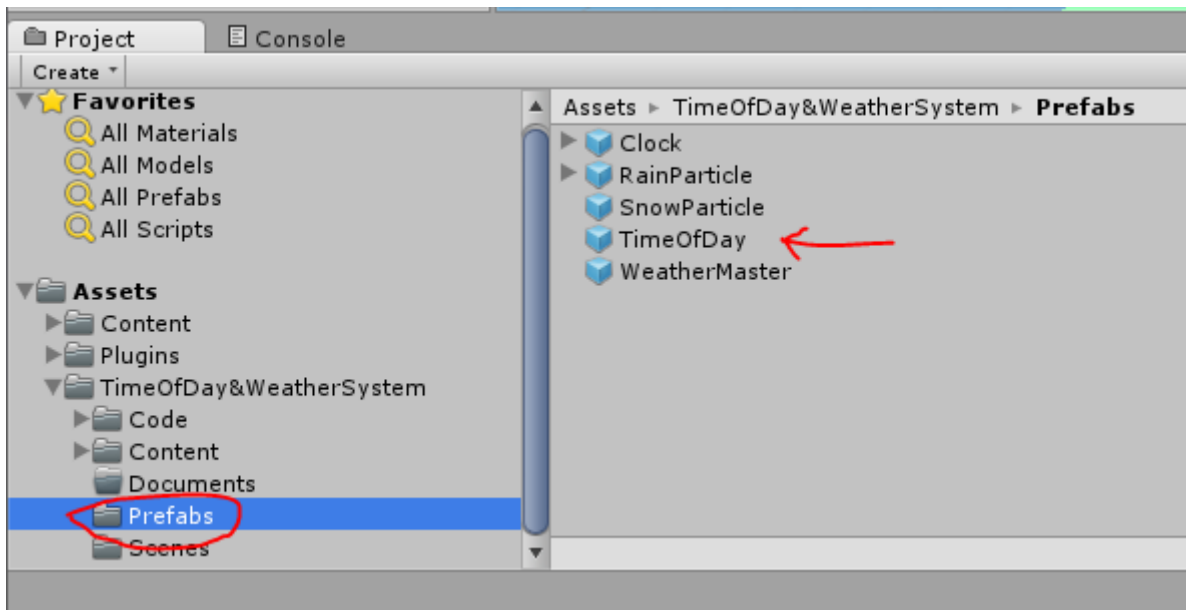 Project
Console
Create
Favorites
All Materials
All Models
All Prefabs
All Scripts
Assets
Content
Plugins
TimeOfDay&WeatherSystem
Code
Content
Documents
Prefabs
Scenes
Assets TimeOfDay&WeatherSystem Prefabs
Clock
RainParticle
SnowParticle
TimeOfDay
WeatherMaster